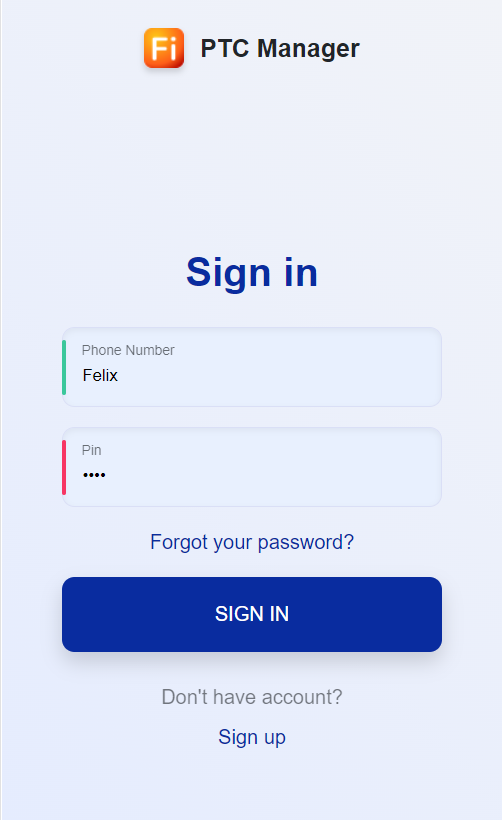 Fi PTC Manager
Sign in
Phone Number
Felix
Pin
••••
Forgot your password?
SIGN IN
Don't have account?
Sign up